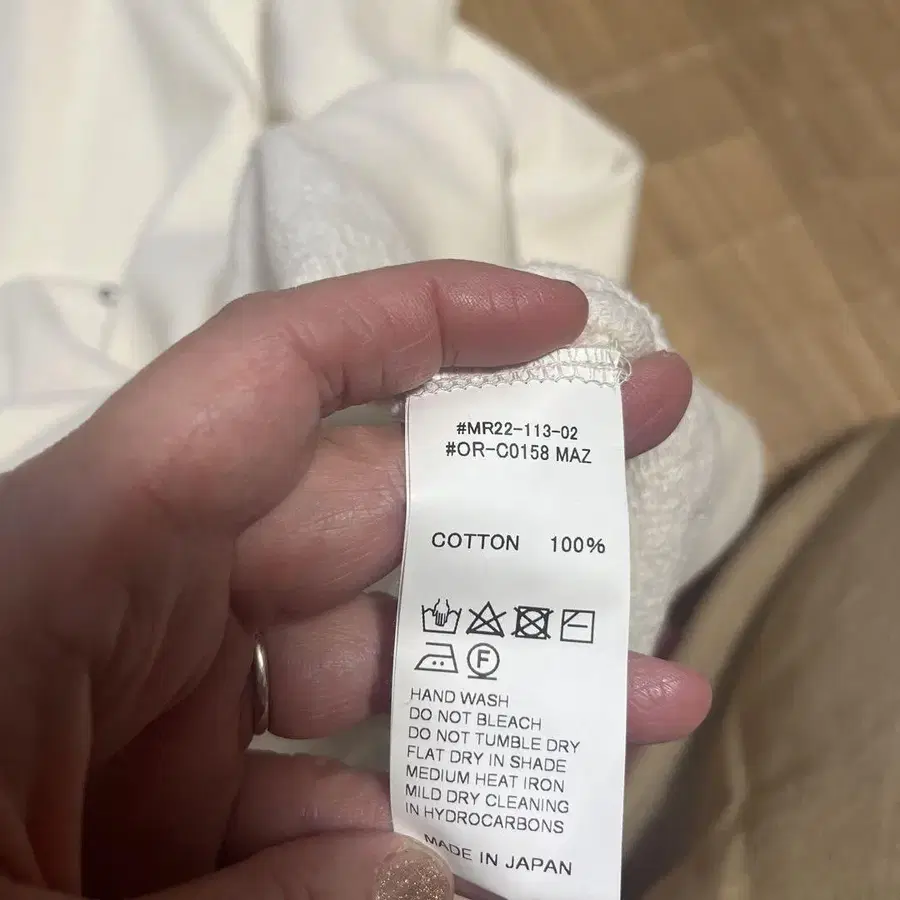 #MR22-113-02
#OR-C0158 MAZ
COTTON 100%
F
HAND WASH
DO NOT BLEACH
DO NOT TUMBLE DRY
FLAT DRY IN SHADE
MEDIUM HEAT IRON
MILD DRY CLEANING
IN HYDROCARBONS
MADE IN JAPAN